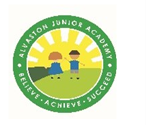 ALVASTON JUNIOR ACADEMY
BELIEVE • ACHIEVE • SUCCEED